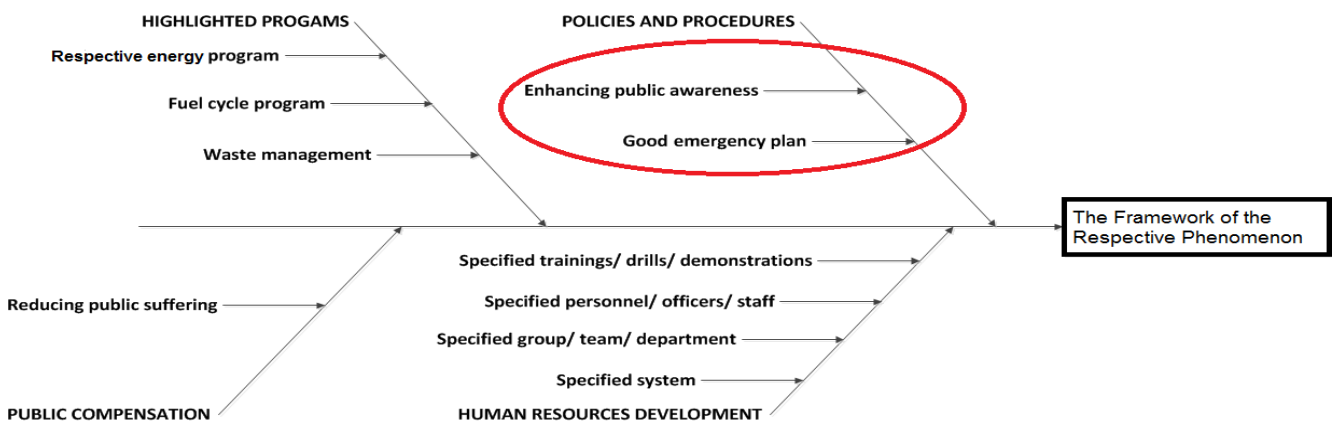 HIGHLIGHTED PROGAMS
Respective energy program
Fuel cycle program
Waste management
POLICIES AND PROCEDURES
Enhancing public awareness
Good emergency plan
The Framework of the
Respective Phenomenon
Reducing public suffering
PUBLIC COMPENSATION
Specified trainings/ drills/ demonstrations
Specified personnel/ officers/ staff
Specified group/ team/ department
Specified system
HUMAN RESOURCES DEVELOPMENT